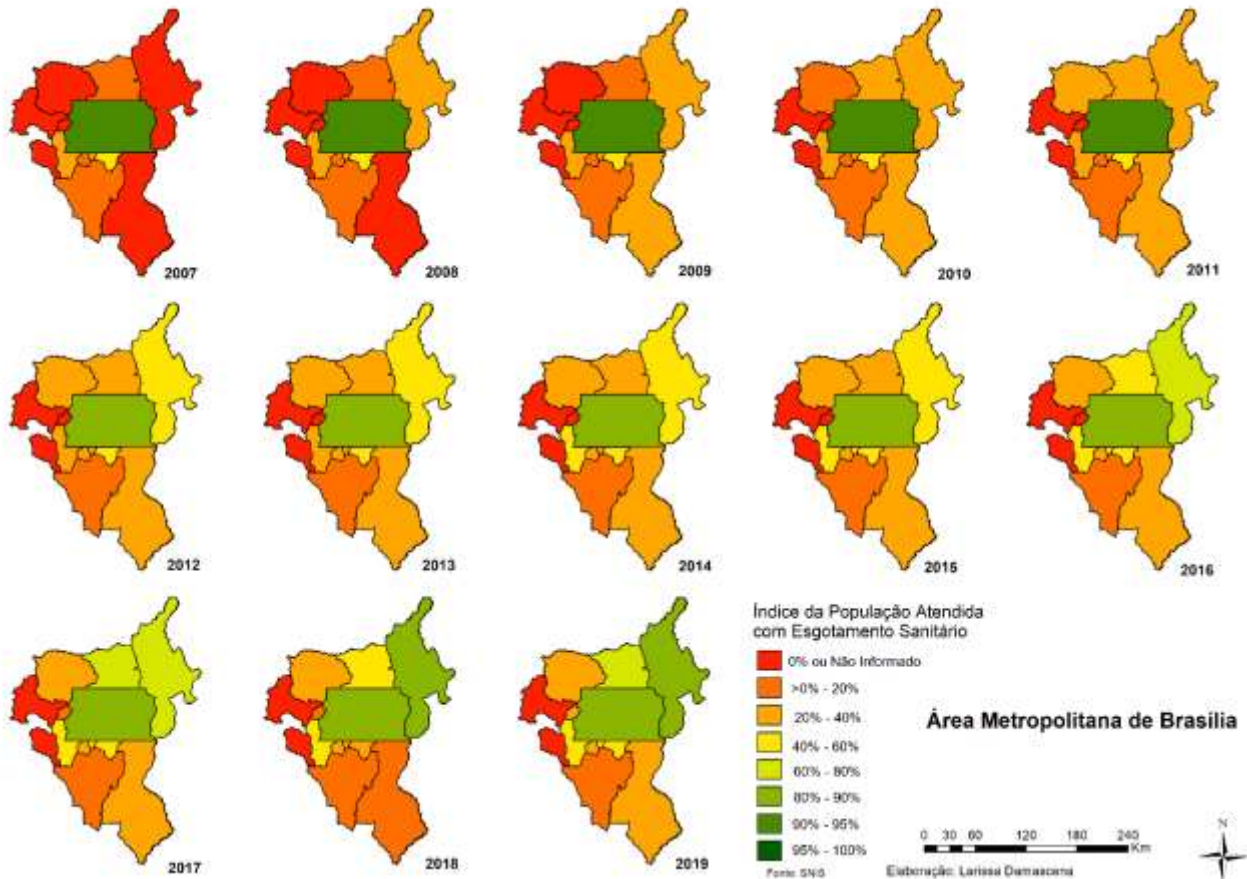 2007
2008
2009
2010
2011
2012
2013
2014
2015
2016
2017
2018
2019
Índice da População Atendida
com Esgotamento Sanitário
0% ou Não Informado
>0% - 20%
20% - 40%
40% - 60%
60% - 80%
80% - 90%
90% - 95%
95% - 100%
Fonte: SNIS
Área Metropolitana de Brasília
0 30 60 120 180 240
Km
Elaboração: Larissa Damascena
N